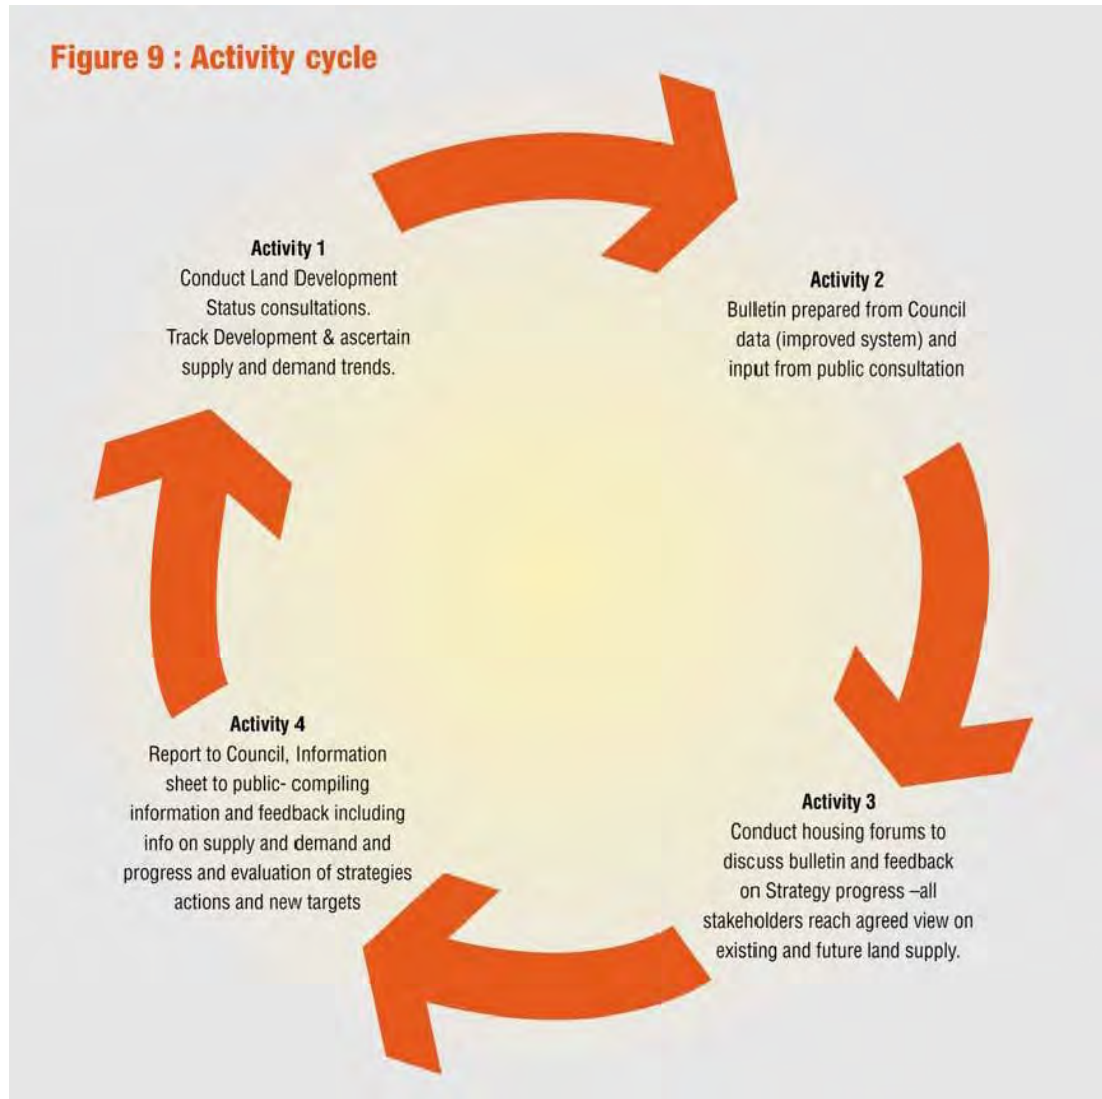 Figure 9 : Activity cycle
Activity 1
Conduct Land Development
Status consultations.
Track Development & ascertain
supply and demand trends.
Activity 2
Bulletin prepared from Council
data (improved system) and
input from public consultation
Activity 3
Conduct housing forums to
discuss bulletin and feedback
on Strategy progress –all
stakeholders reach agreed view on
existing and future land supply.
Activity 4
Report to Council, Information
sheet to public- compiling
information and feedback including
info on supply and demand and
progress and evaluation of strategies
actions and new targets